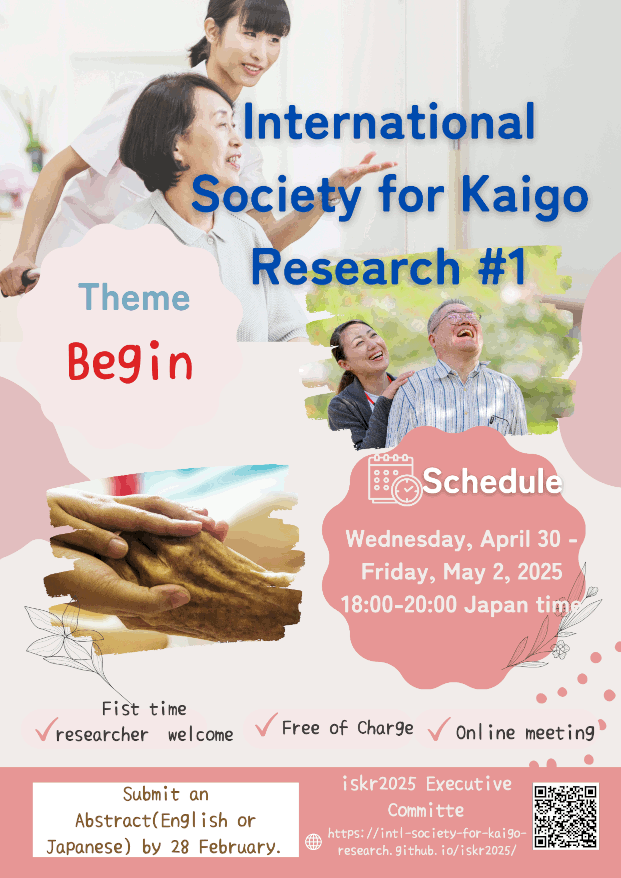 International
Society for Kaigo
Research #1
Theme
Begin
Schedule
Wednesday, April 30 -
Friday, May 2, 2025
18:00-20:00 Japan time
Fist time
researcher welcome
Free of Charge
Online meeting
Submit an
Abstract(English or
Japanese) by 28 February.
iskr2025 Executive
Committe
https://intl-society-for-kaigo-
research.github.io/iskr2025/